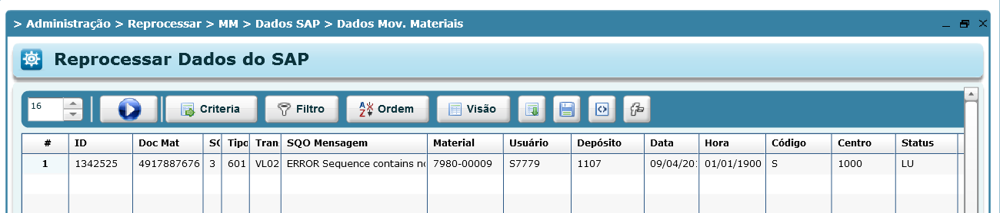 > Administração > Reprocessar > MM > Dados SAP > Dados Mov. Materiais
Reprocessar Dados do SAP
16 Criteria Filtro Ordem Visão
# ID Doc Mat SQ Tipo Tran SQO Mensagem Material Usuário Depósito Data Hora Código Centro Status
1 1342525 4917887676 3 601 VL02 ERROR Sequence contains no 7980-00009 S7779 1107 09/04/20 01/01/1900 S 1000 LU